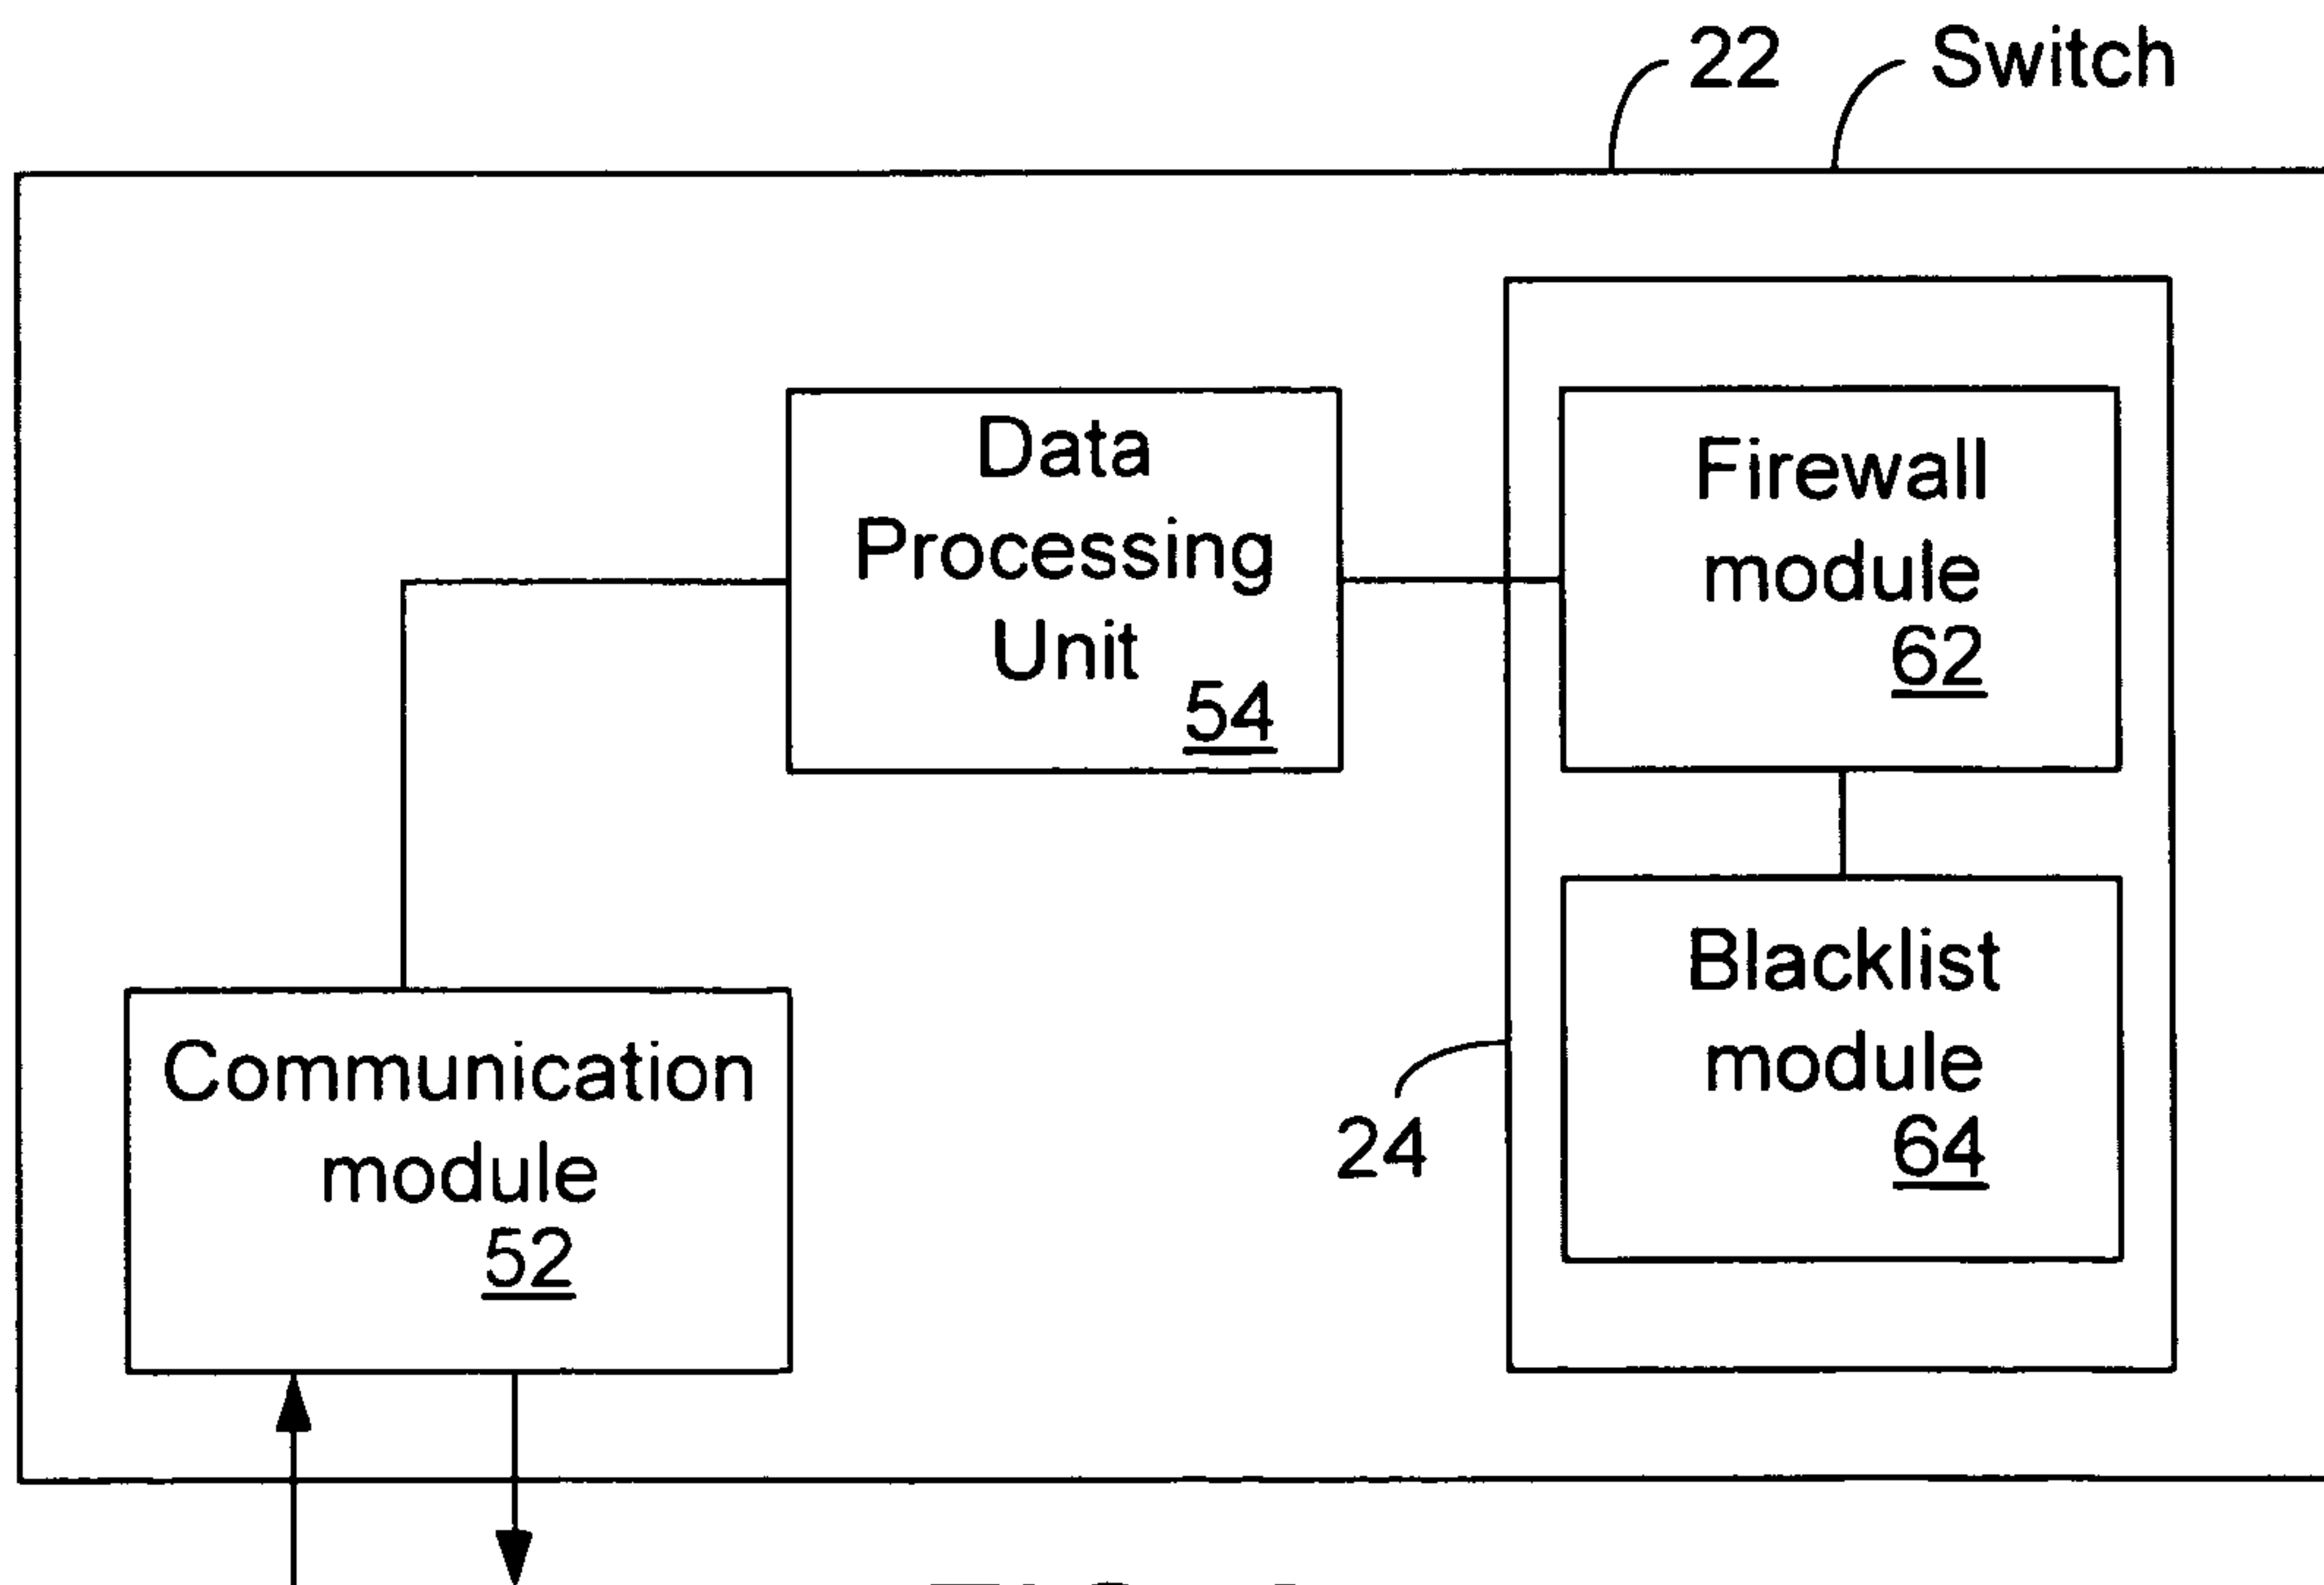 22 Switch
Data
Processing
Unit
54
Firewall
module
62
Blacklist
module
64
24
Communication
module
52